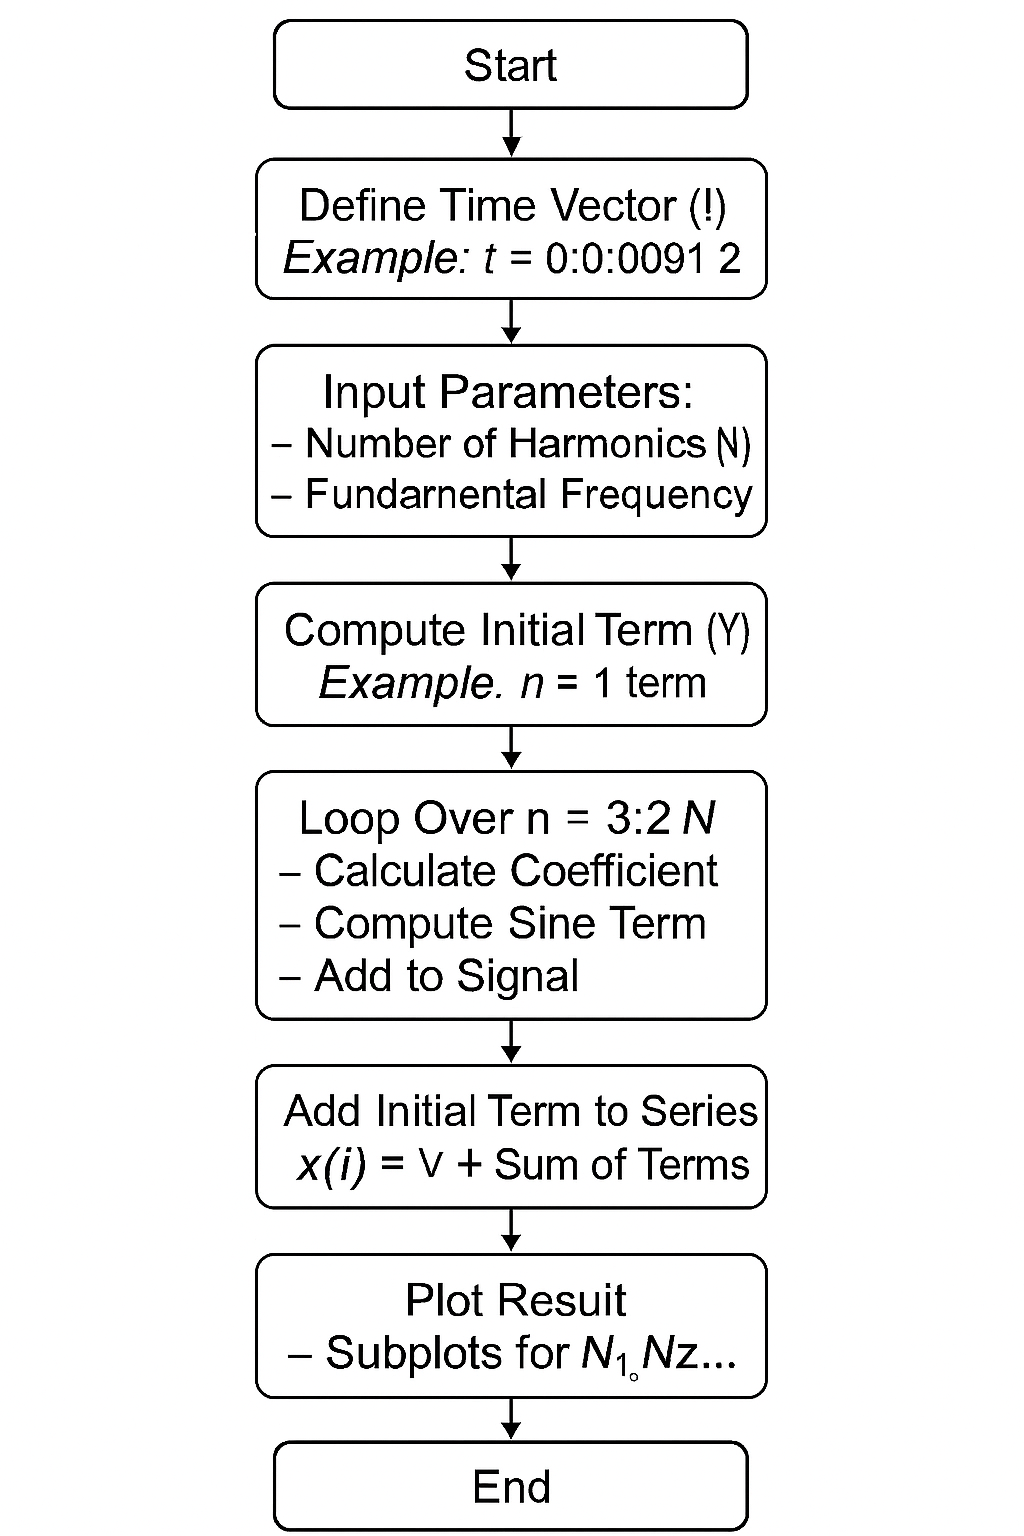 Start
Define Time Vector (!)
Example: t = 0:0:0091 2
Input Parameters:
– Number of Harmonics (N)
– Fundarnental Frequency
Compute Initial Term (Y)
Example. n = 1 term
Loop Over n = 3:2 N
– Calculate Coefficient
– Compute Sine Term
– Add to Signal
Add Initial Term to Series
x(i) = V + Sum of Terms
Plot Resuit
– Subplots for N₁ₒNz...
End